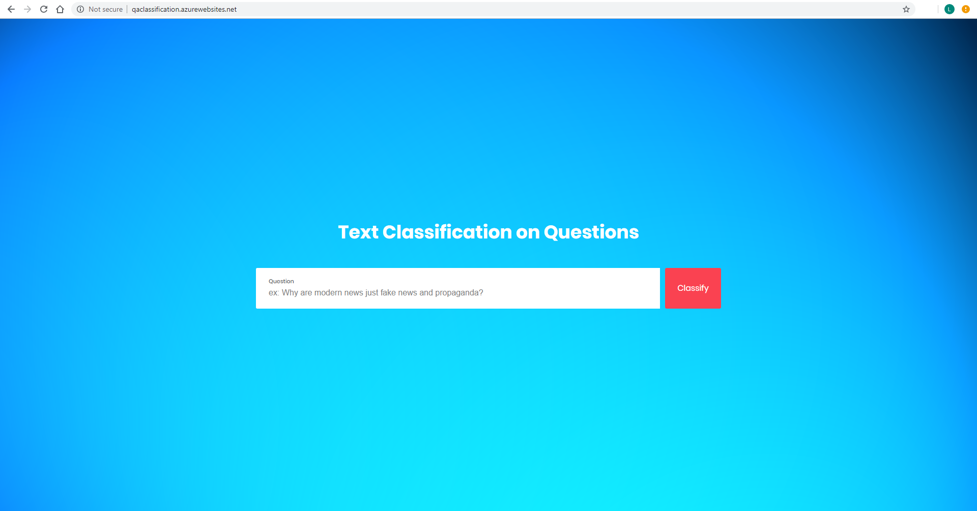 Not secure | qaclassification.azurewebsites.net
L
Text Classification on Questions
Question
ex: Why are modern news just fake news and propaganda?
Classify